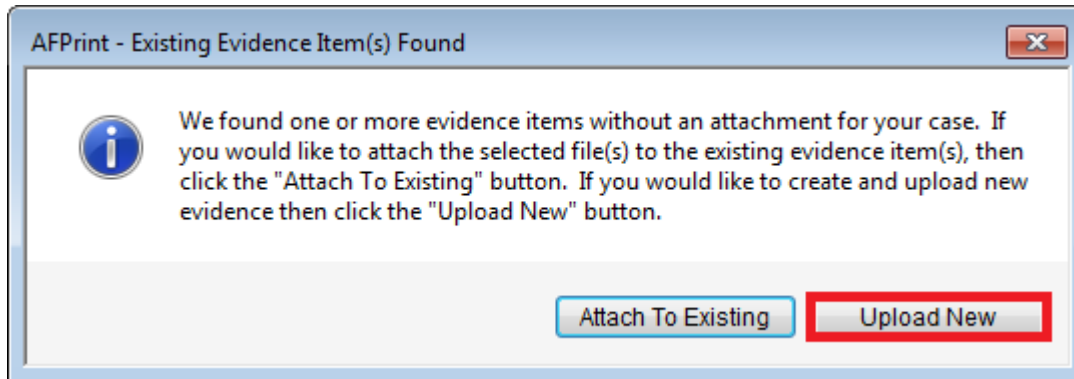 AFPrint - Existing Evidence Item(s) Found
We found one or more evidence items without an attachment for your case. If
you would like to attach the selected file(s) to the existing evidence item(s), then
click the "Attach To Existing" button. If you would like to create and upload new
evidence then click the "Upload New" button.
Attach To Existing
Upload New